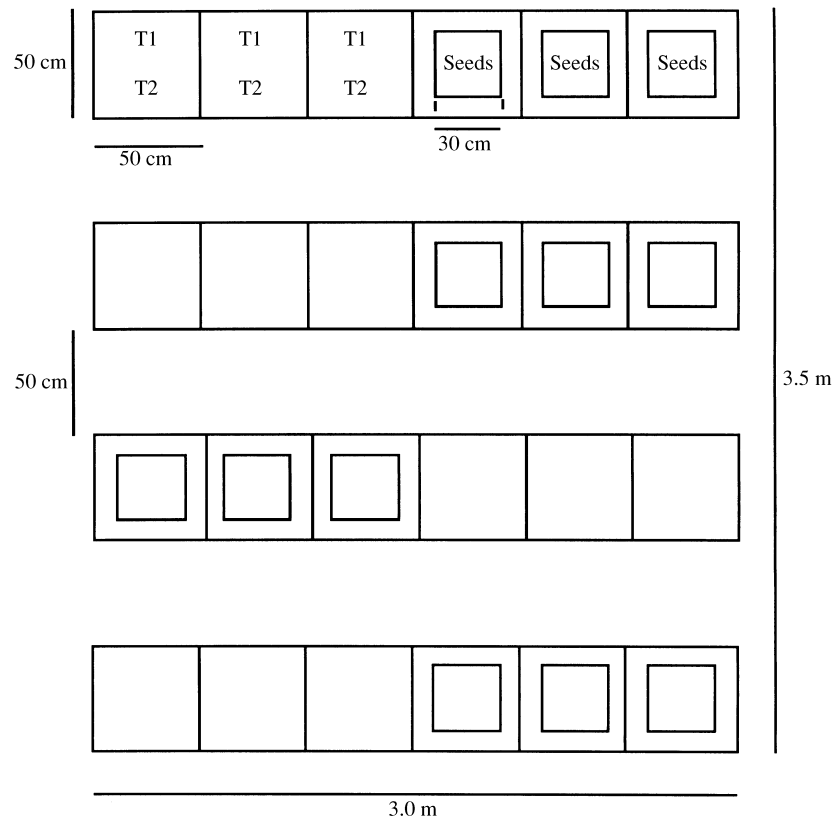 T1 T1 T1
50 cm Seeds Seeds Seeds
T2 T2 T2
30 cm
50 cm
50 cm
3.5 m
3.0 m